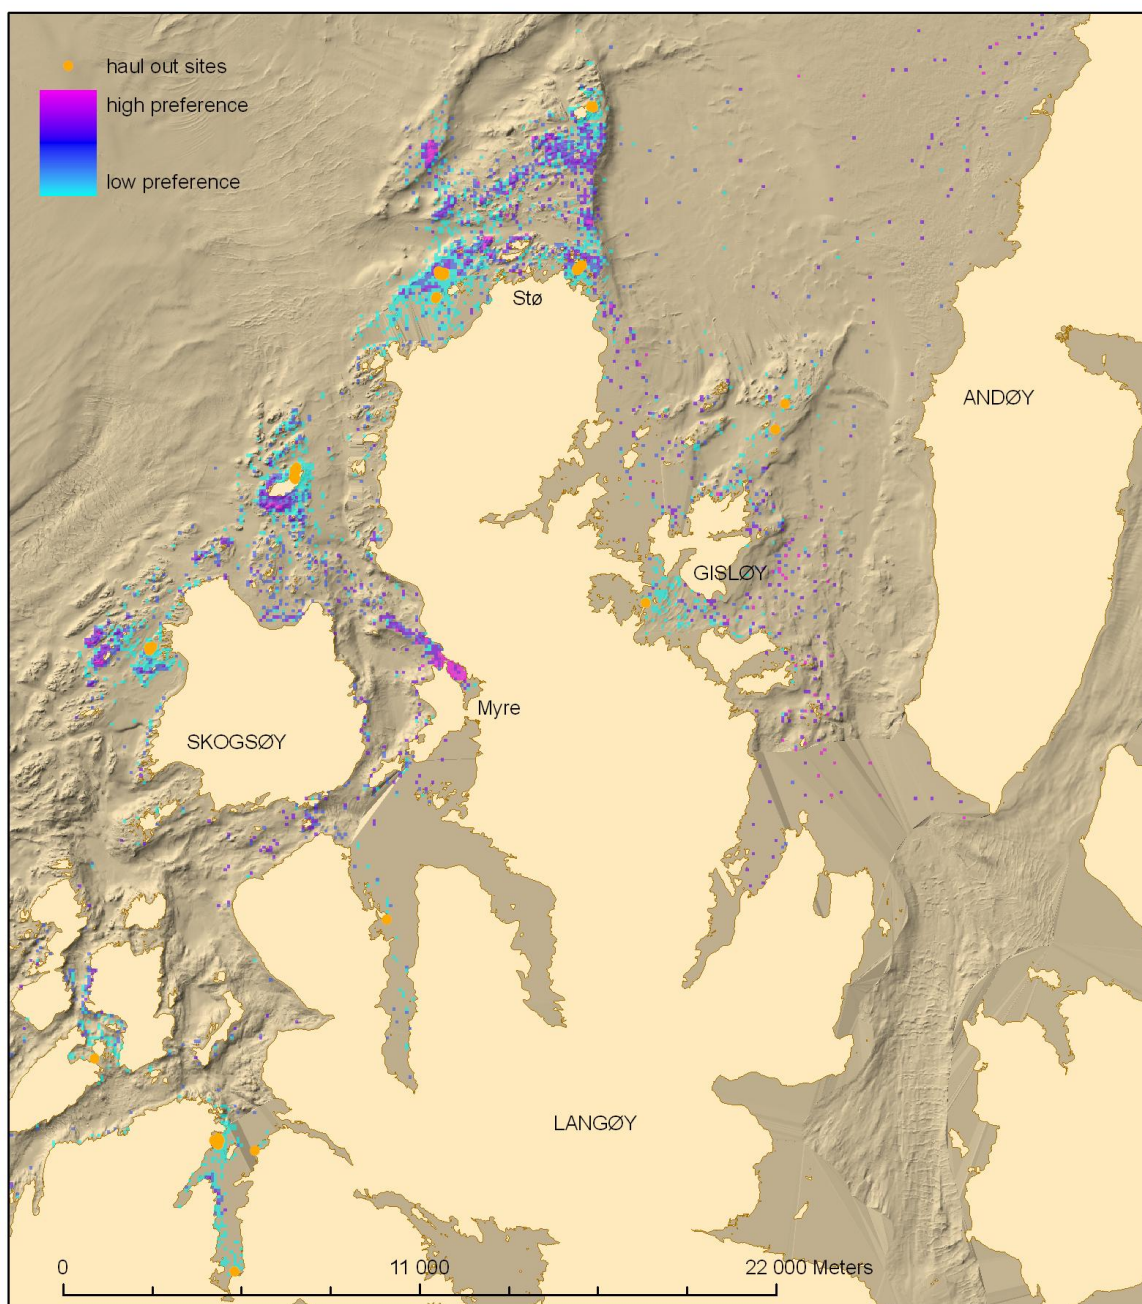 haul out sites
high preference
low preference
Stø
ANDØY
GISLØY
Myre
SKOGSØY
LANGØY
0 11 000 22 000 Meters